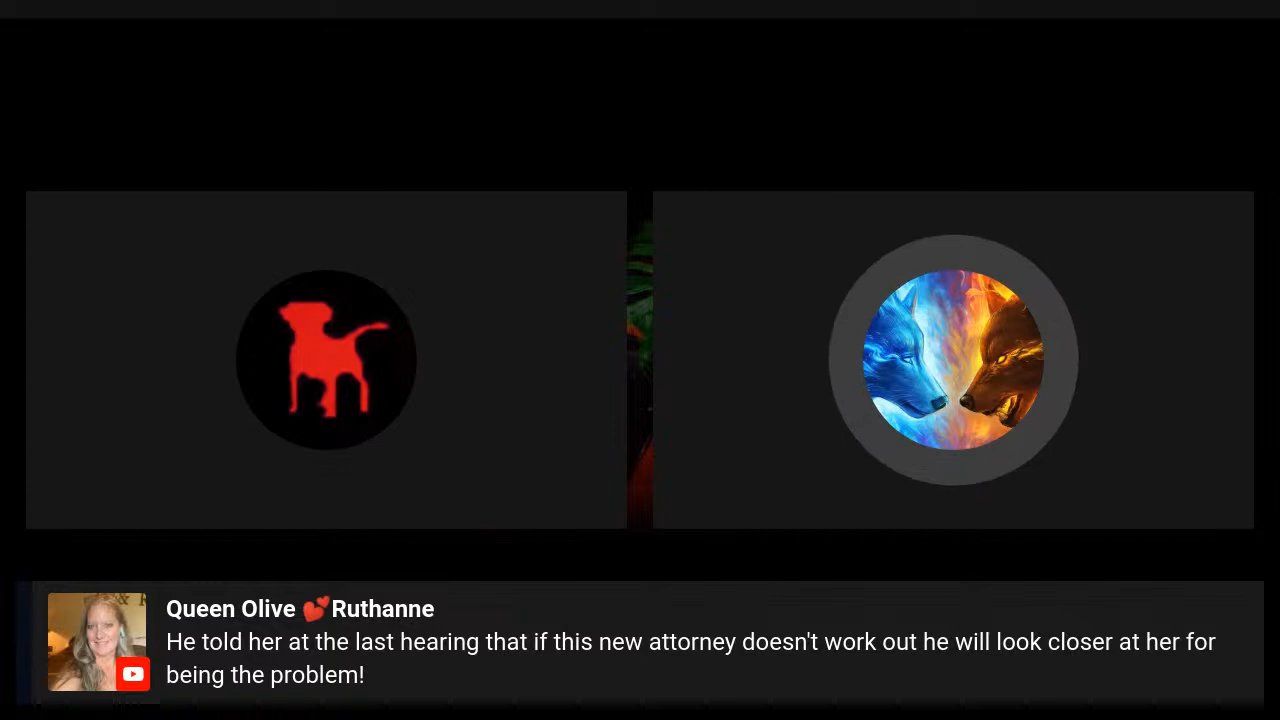 Queen Olive 💕Ruthanne
He told her at the last hearing that if this new attorney doesn't work out he will look closer at her for
being the problem!